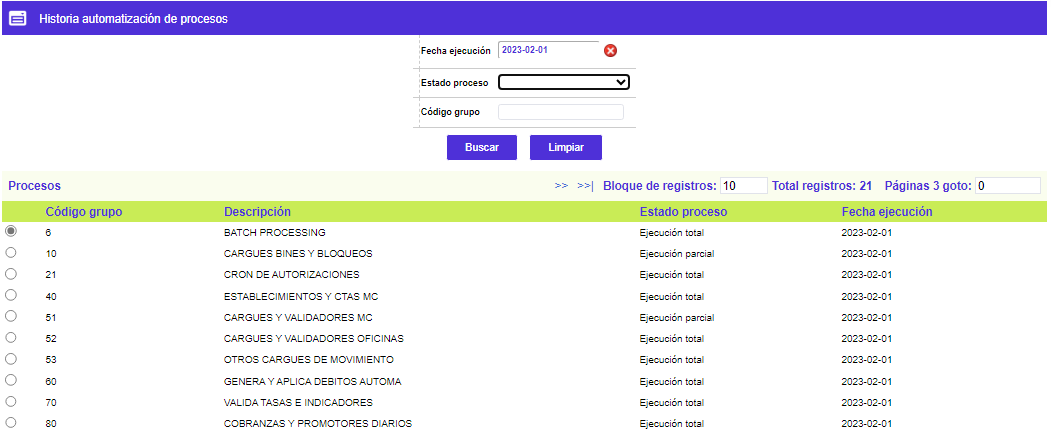 Historia automatización de procesos
Fecha ejecución 2023-02-01
Estado proceso
Código grupo
Buscar Limpiar
Procesos >> >>| Bloque de registros: 10 Total registros: 21 Páginas 3 goto: 0
Código grupo Descripción Estado proceso Fecha ejecución
6 BATCH PROCESSING Ejecución total 2023-02-01
10 CARGUES BINES Y BLOQUEOS Ejecución parcial 2023-02-01
21 CRON DE AUTORIZACIONES Ejecución total 2023-02-01
40 ESTABLECIMIENTOS Y CTAS MC Ejecución total 2023-02-01
51 CARGUES Y VALIDADORES MC Ejecución parcial 2023-02-01
52 CARGUES Y VALIDADORES OFICINAS Ejecución total 2023-02-01
53 OTROS CARGUES DE MOVIMIENTO Ejecución total 2023-02-01
60 GENERA Y APLICA DEBITOS AUTOMA Ejecución total 2023-02-01
70 VALIDA TASAS E INDICADORES Ejecución total 2023-02-01
80 COBRANZAS Y PROMOTORES DIARIOS Ejecución total 2023-02-01